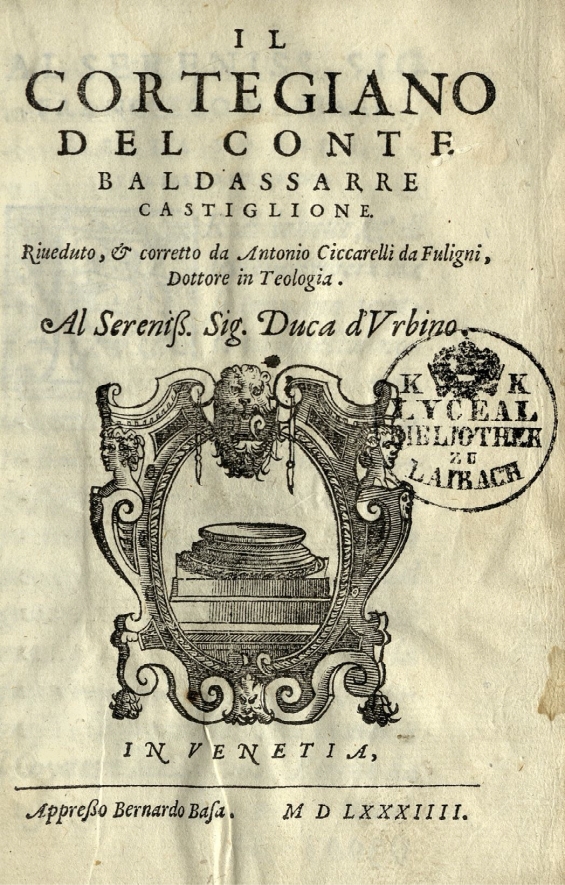 IL
CORTEGIANO
DEL CONTE
BALDASSARRE
CASTIGLIONE.
Riueduto, & corretto da Antonio Ciccarelli da Fuligni,
Dottore in Teologia.
Al Sereniß. Sig. Duca d'Vrbino.
K K
LYCEAL
BIBLIOTHEK
ZU
LAIBACH
IN VENETIA,
Appreßo Bernardo Basa. M D LXXXIIII.